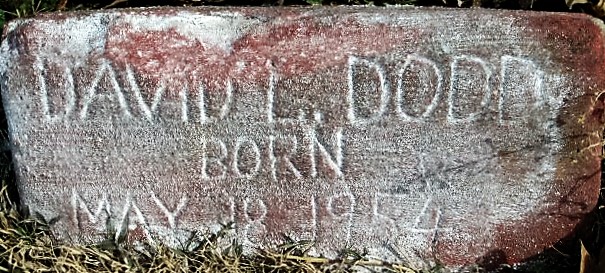 DAVID L. DODD
BORN
MAY 18 1954